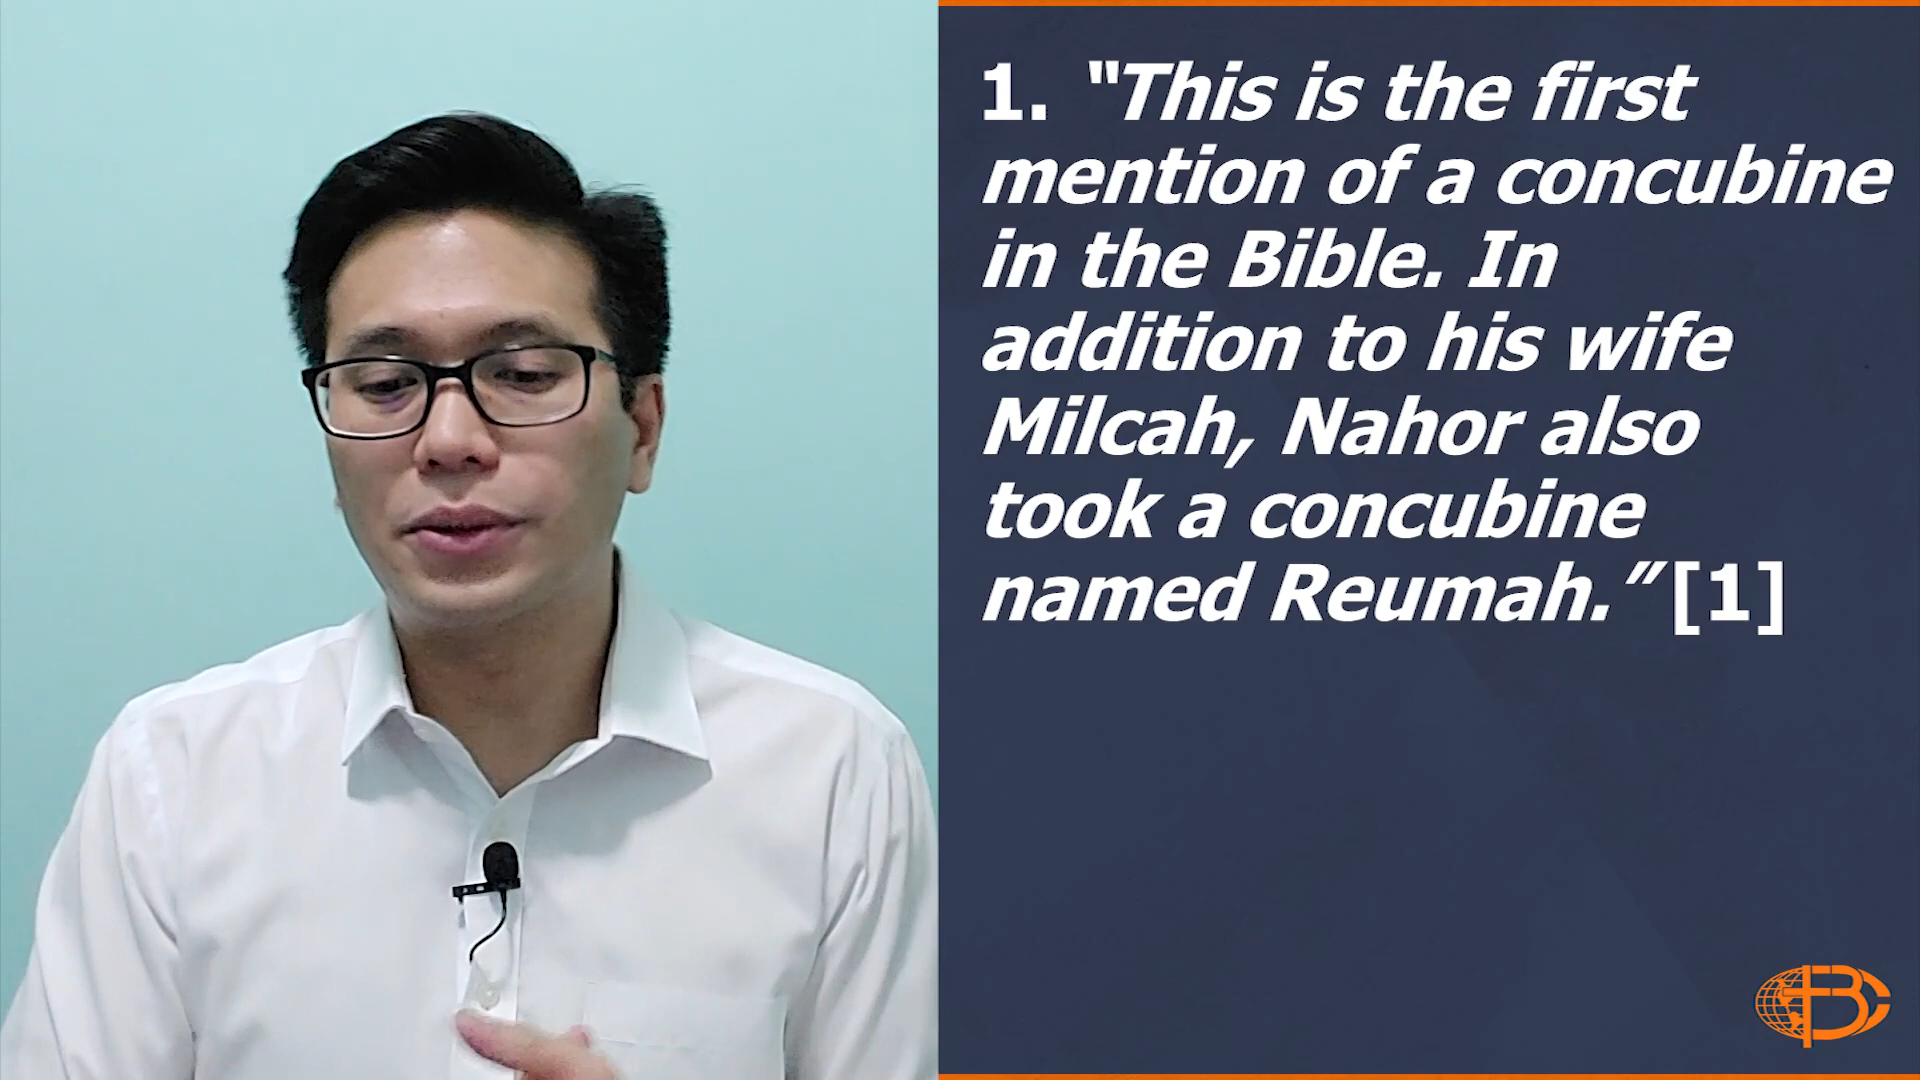 1. “This is the first
mention of a concubine
in the Bible. In
addition to his wife
Milcah, Nahor also
took a concubine
named Reumah.” [1]